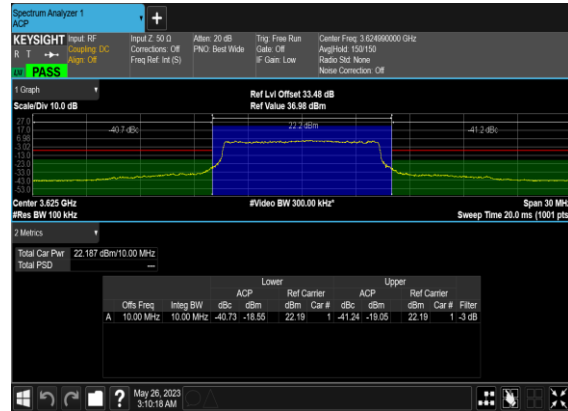 Spectrum Analyzer 1
ACP
+
KEYSIGHT Input: RF Input Z: 50 Ω Atten: 20 dB Trig: Free Run Center Freq: 3.624990000 GHz
R T Coupling: DC Corrections: Off PNO: Best Wide Gate: Off Avg|Hold: 150/150
Align: Off Freq Ref: Int (S) IF Gain: Low Radio Std: None
LW PASS Noise Correction: Off
1 Graph Ref Lvl Offset 33.48 dB
Scale/Div 10.0 dB Ref Value 36.98 dBm
27.0
17.0 -40.7 dBc 22.2 dBm -41.2 dBc
6.98
-3.02
-13.0
-23.0
-33.0
-43.0
-53.0
Center 3.625 GHz #Video BW 300.00 kHz* Span 30 MHz
#Res BW 100 kHz Sweep Time 20.0 ms (1001 pts
2 Metrics
Total Car Pwr 22.187 dBm/10.00 MHz
Total PSD ---
Lower Upper
ACP Ref Carrier ACP Ref Carrier
Offs Freq Integ BW dBc dBm dBm Car # dBc dBm dBm Car # Filter
A 10.00 MHz 10.00 MHz -40.73 -18.55 22.19 1 -41.24 -19.05 22.19 1 -3 dB
? May 26, 2023
3:10:18 AM